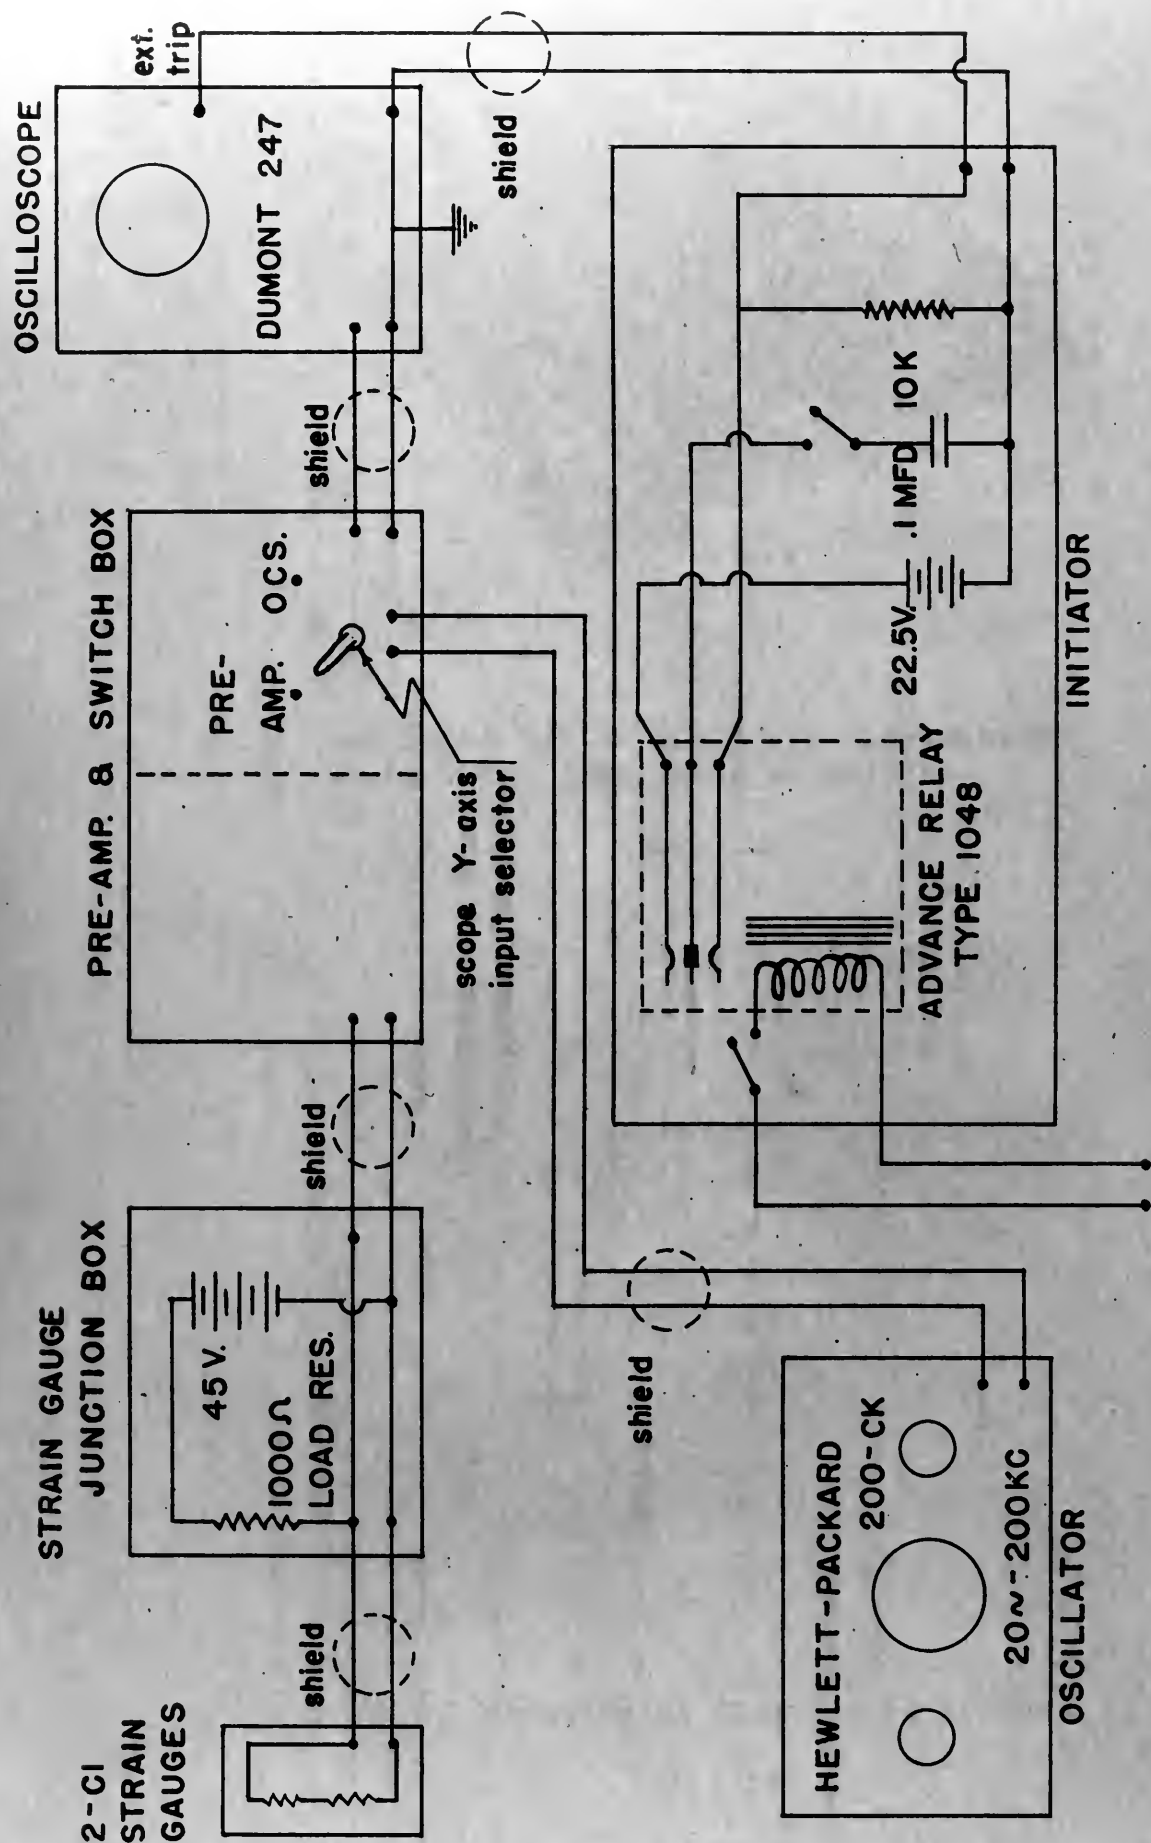 2-C1
STRAIN
GAUGES
shield
STRAIN GAUGE
JUNCTION BOX
45V.
1000Ω
LOAD RES.
shield
PRE-AMP. & SWITCH BOX
PRE-
AMP.
OCS.
scope Y-axis
input selector
shield
OSCILLOSCOPE
DUMONT 247
ext.
trip
shield
shield
HEWLETT-PACKARD
200-CK
20~-200KC
OSCILLATOR
ADVANCE RELAY
TYPE 1048
22.5V.
.1 MFD
10K
INITIATOR